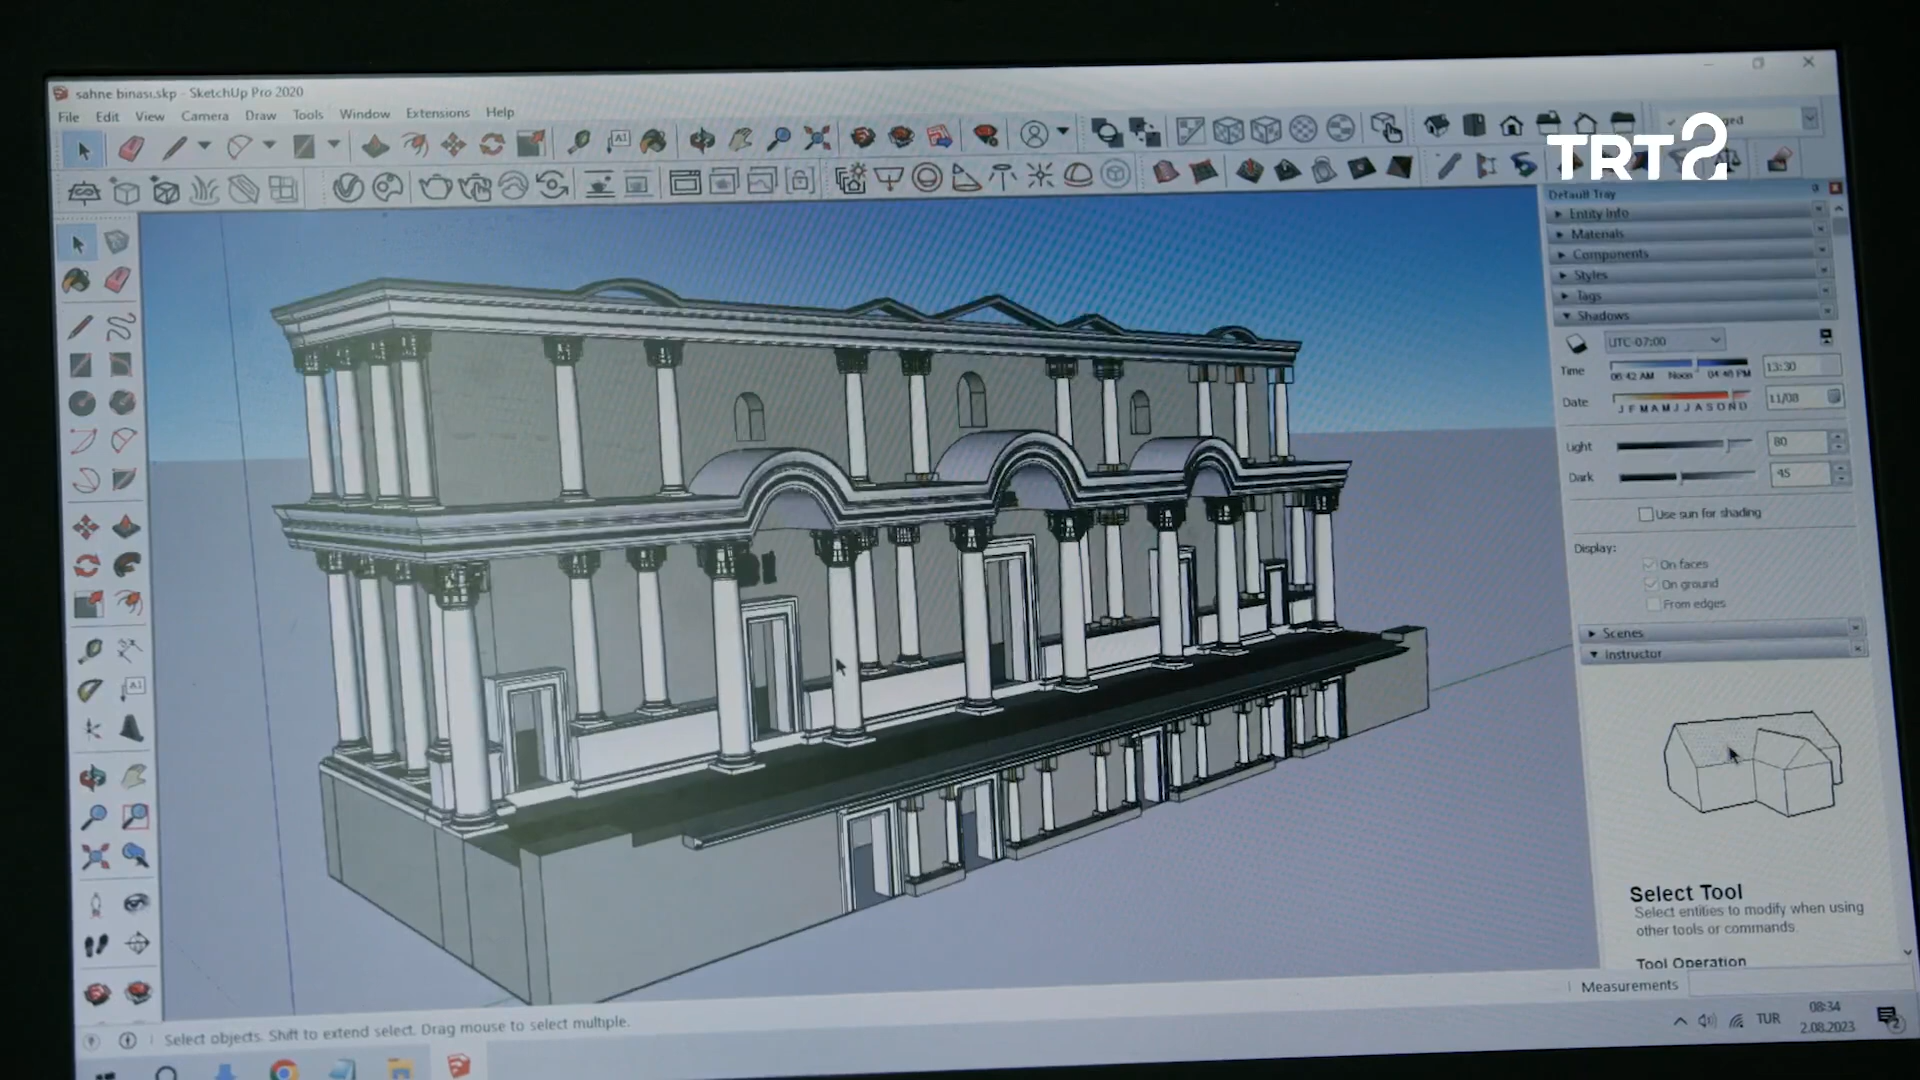 sahne binası.skp - SketchUp Pro 2020
TRT2
File Edit View Camera Draw Tools Window Extensions Help
Default Tray
Entity Info
Materials
Components
Styles
Tags
Shadows
UTC-07:00
Time 06:42 AM Noon 04:46 PM 13:30
Date J F M A M J J A S O N D 11/08
Light 80
Dark 45
Use sun for shading
Display:
On faces
On ground
From edges
Scenes
Instructor
Select Tool
Select entities to modify when using
other tools or commands.
Tool Operation
Measurements
Select objects. Shift to extend select. Drag mouse to select multiple.
TUR
08:34
2.08.2023
2